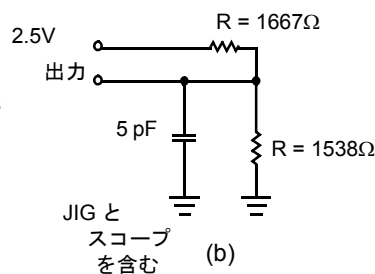 R = 1667Ω
2.5V
出力
5 pF
R = 1538Ω
JIG と
スコープ
を含む
(b)